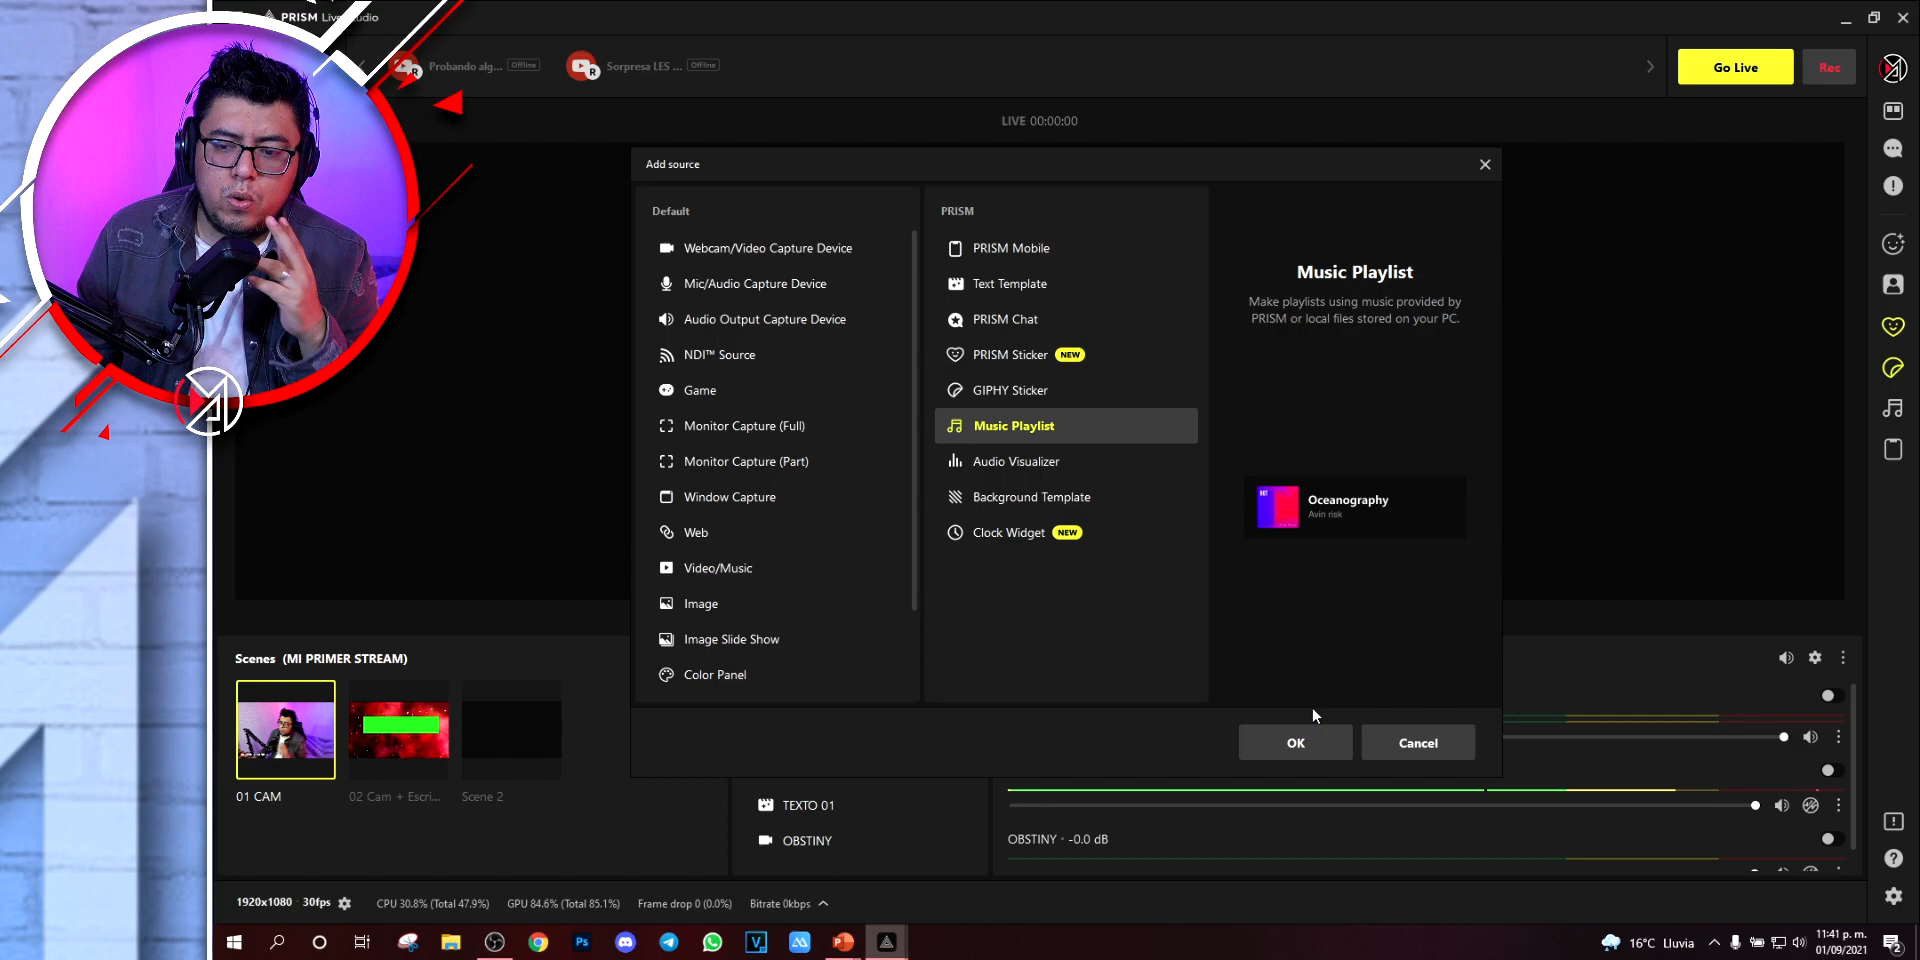 PRISM Live Studio
Probando alg... Offline
Sorpresa LES ... Offline
Go Live
Rec
LIVE 00:00:00
Add source
Default
Webcam/Video Capture Device
Mic/Audio Capture Device
Audio Output Capture Device
NDI™ Source
Game
Monitor Capture (Full)
Monitor Capture (Part)
Window Capture
Web
Video/Music
Image
Image Slide Show
Color Panel
PRISM
PRISM Mobile
Text Template
PRISM Chat
PRISM Sticker NEW
GIPHY Sticker
Music Playlist
Audio Visualizer
Background Template
Clock Widget NEW
Music Playlist
Make playlists using music provided by
PRISM or local files stored on your PC.
Oceanography
Avin risk
OK
Cancel
Scenes (MI PRIMER STREAM)
01 CAM
02 Cam + Escri...
Scene 2
TEXTO 01
OBSTINY
OBSTINY · -0.0 dB
1920x1080 · 30fps
CPU 30.8% (Total 47.9%)
GPU 84.6% (Total 85.1%)
Frame drop 0 (0.0%)
Bitrate 0kbps
Ps
16°C Lluvia
11:41 p. m.
01/09/2021
2